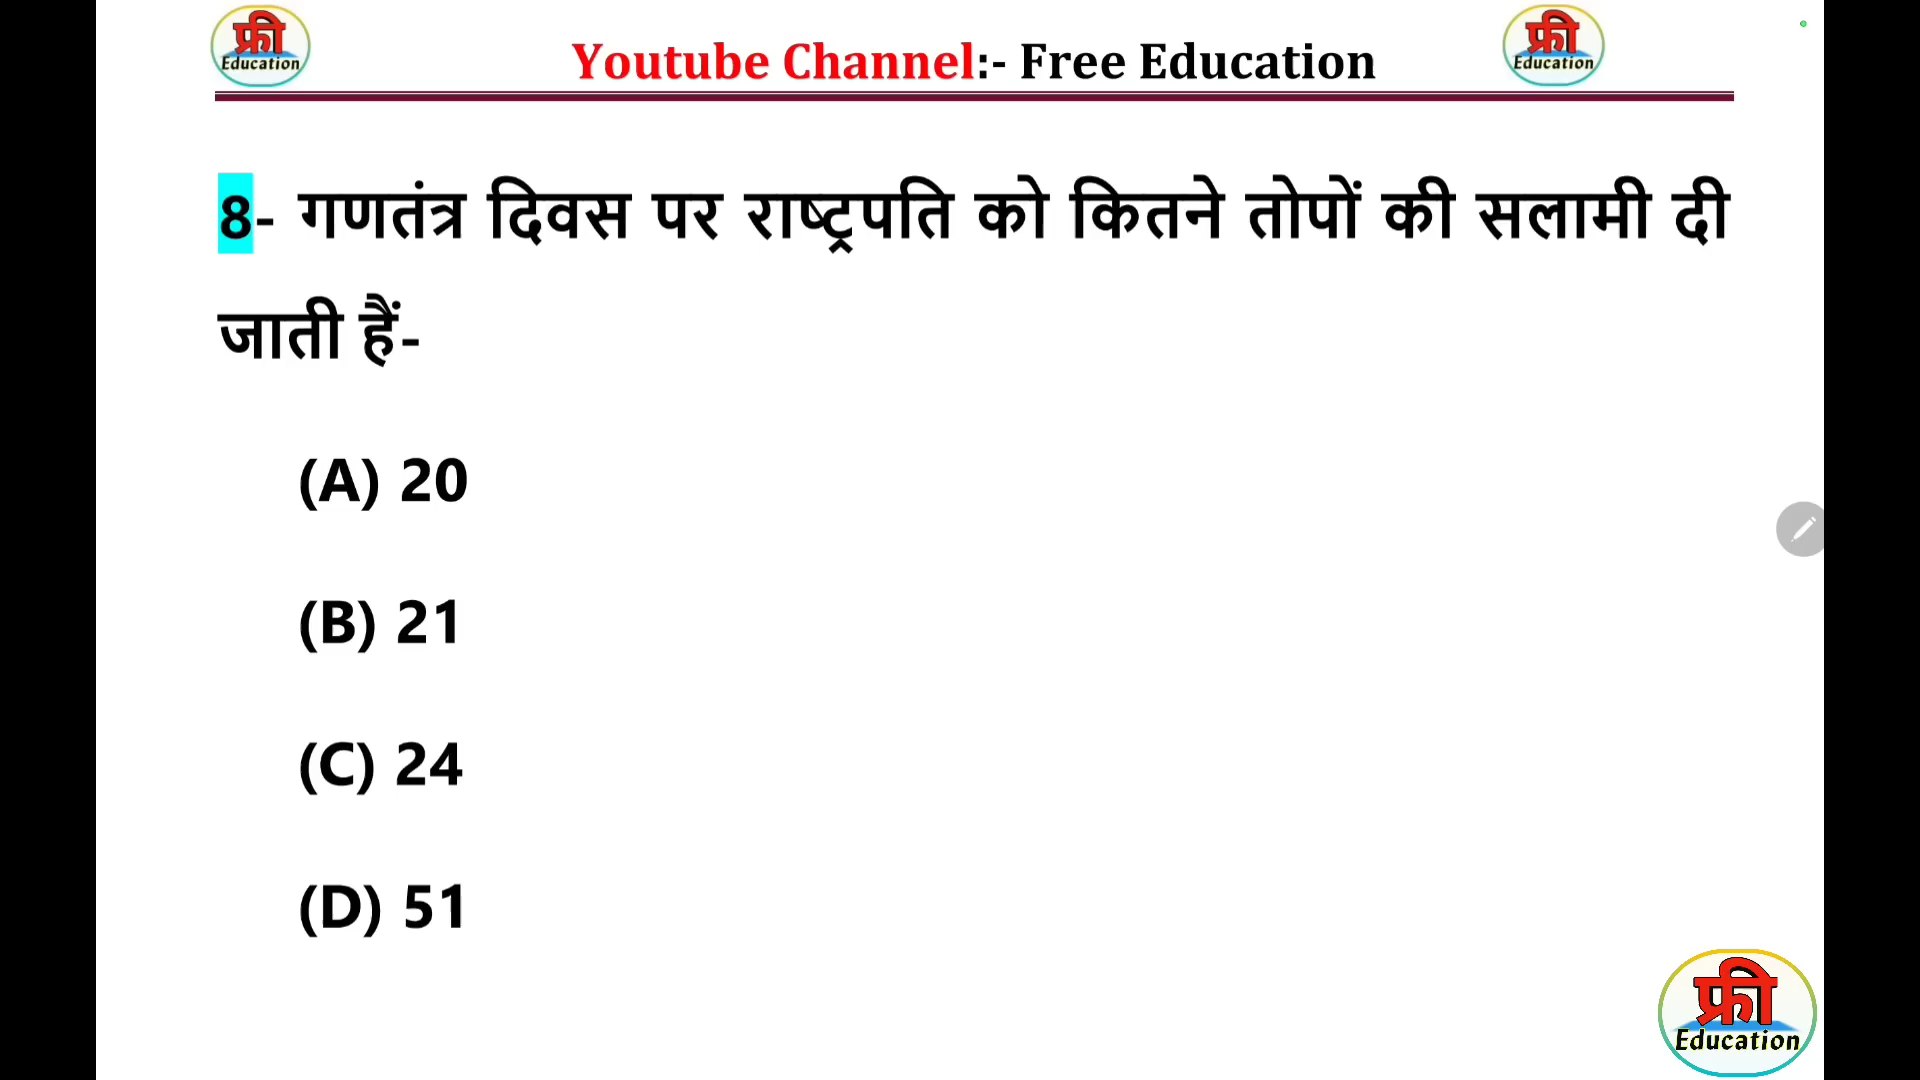 फ्री
Education
Youtube Channel:- Free Education
फ्री
Education
8- गणतंत्र दिवस पर राष्ट्रपति को कितने तोपों की सलामी दी
जाती हैं-
(A) 20
(B) 21
(C) 24
(D) 51
फ्री
Education